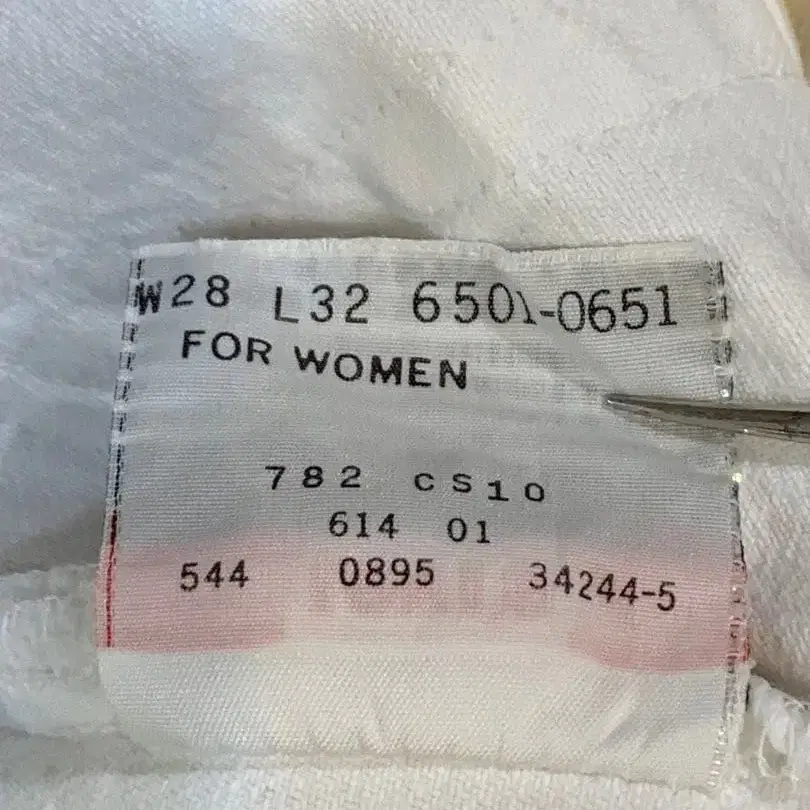 W28 L32 6501-0651
FOR WOMEN
782 CS10
614 01
544 0895 34244-5